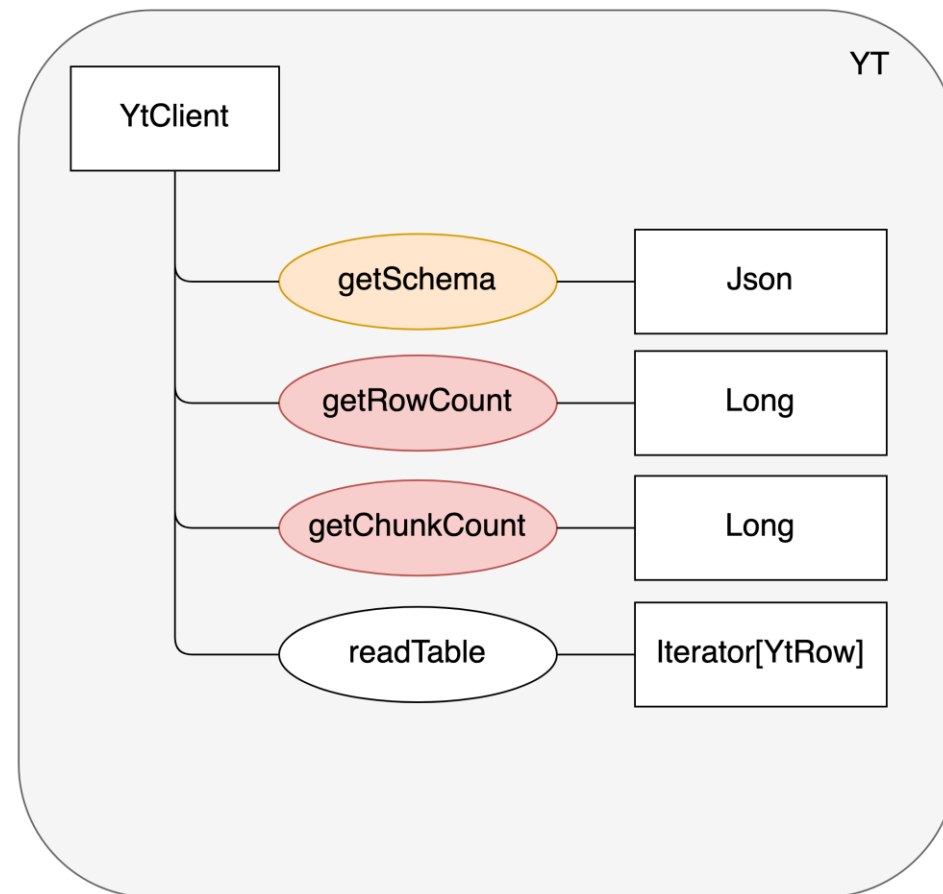 YT
YtClient
getSchema
Json
getRowCount
Long
getChunkCount
Long
readTable
Iterator[YtRow]